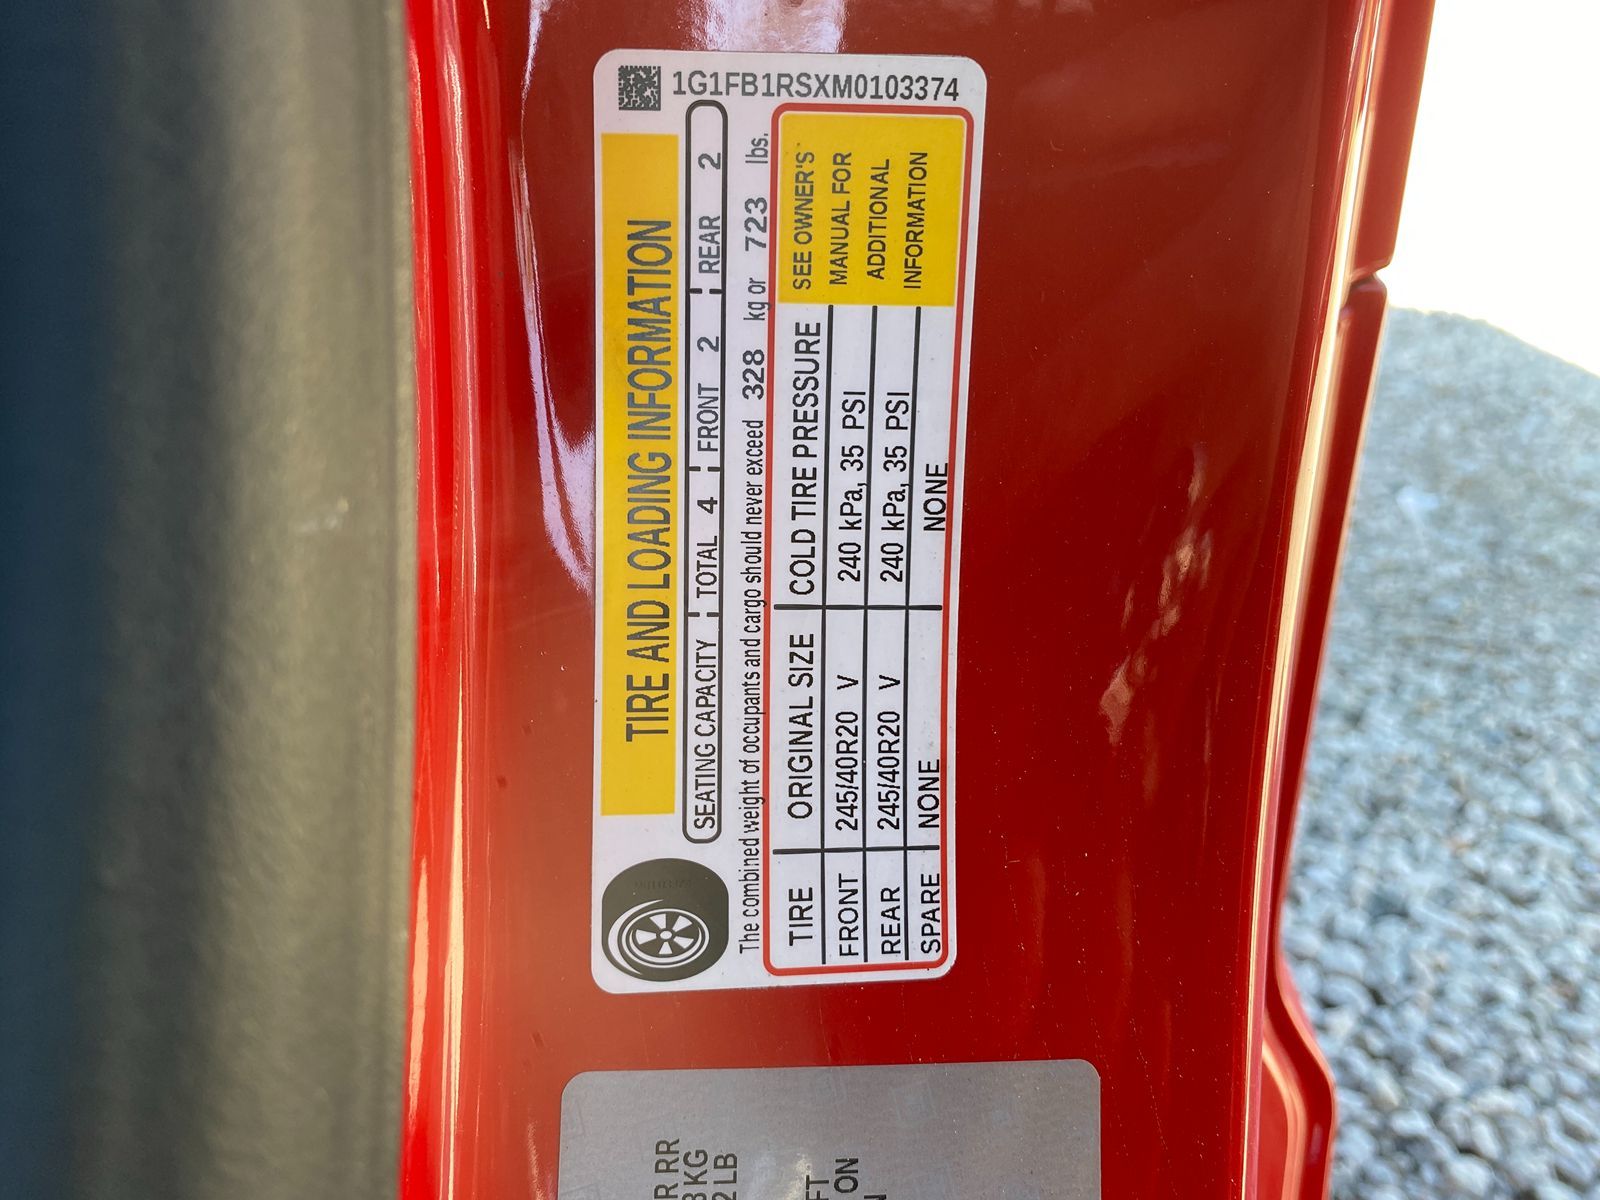 1G1FB1RSXM0103374
TIRE AND LOADING INFORMATION
SEATING CAPACITY TOTAL 4 FRONT 2 REAR 2
The combined weight of occupants and cargo should never exceed 328 kg or 723 lbs.
TIRE ORIGINAL SIZE COLD TIRE PRESSURE
FRONT 245/40R20 V 240 kPa, 35 PSI
REAR 245/40R20 V 240 kPa, 35 PSI
SPARE NONE NONE
SEE OWNER'S
MANUAL FOR
ADDITIONAL
INFORMATION
RR
KG
LB